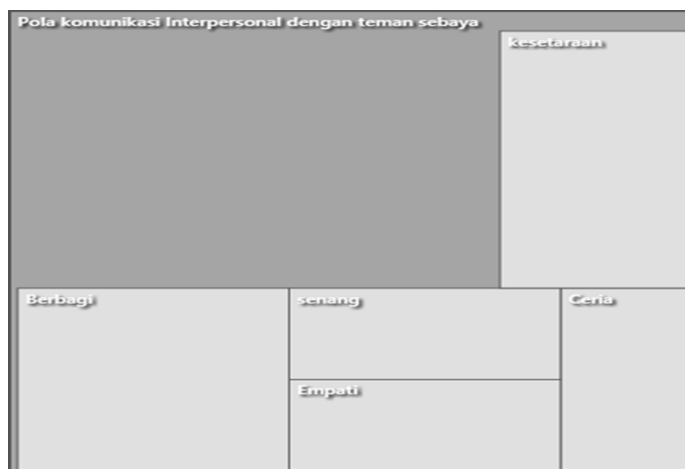 Pola komunikasi Interpersonal dengan teman sebaya
kesetaraan
Berbagi
senang
Ceria
Empati